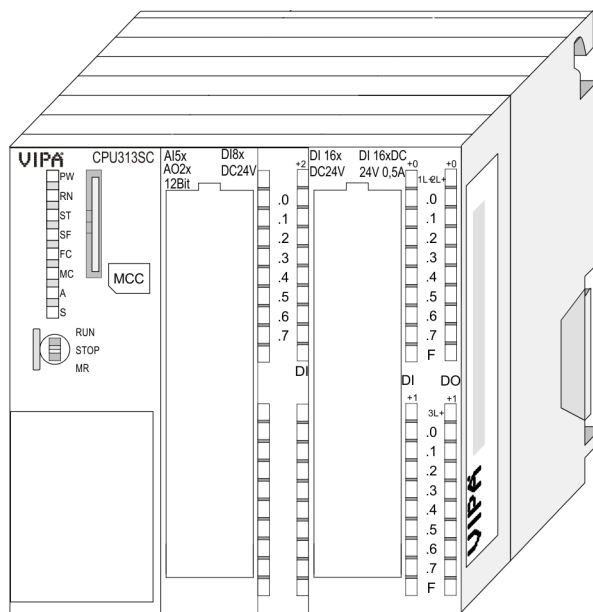 VIPA CPU313SC
PW
RN
ST
SF
FC
MC
A
S
MCC
RUN
STOP
MR
AI5x DI8x
AO2x DC24V
12Bit
+2
.0
.1
.2
.3
.4
.5
.6
.7
DI
DI 16x DI 16xDC
DC24V 24V 0,5A
+0 +0
1L+ 2L+
.0
.1
.2
.3
.4
.5
.6
.7
F
DI DO
+1 +1
3L+
.0
.1
.2
.3
.4
.5
.6
.7
F
VIPA